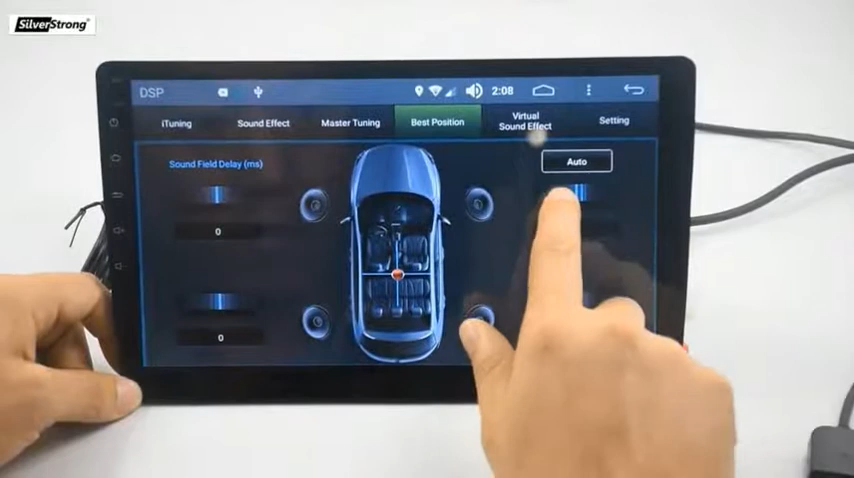 SilverStrong
DSP
2:08
iTuning
Sound Effect
Master Tuning
Best Position
Virtual
Sound Effect
Setting
Sound Field Delay (ms)
Auto
0
0